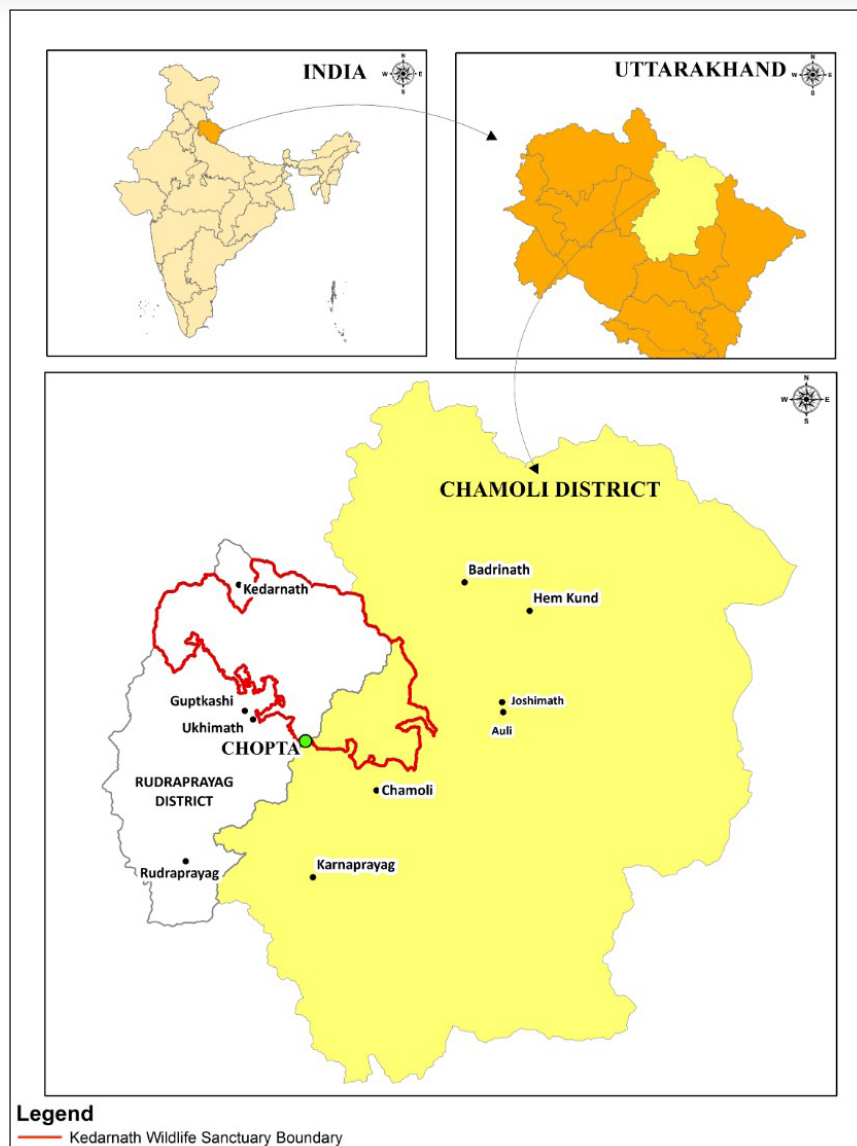 INDIA
N
W
E
S
UTTARAKHAND
N
W
E
S
N
W
E
S
CHAMOLI DISTRICT
Badrinath
Hem Kund
Kedarnath
Joshimath
Auli
Guptkashi
Ukhimath
CHOPTA
RUDRAPRAYAG
DISTRICT
Chamoli
Rudraprayag
Karnaprayag
Legend
Kedarnath Wildlife Sanctuary Boundary